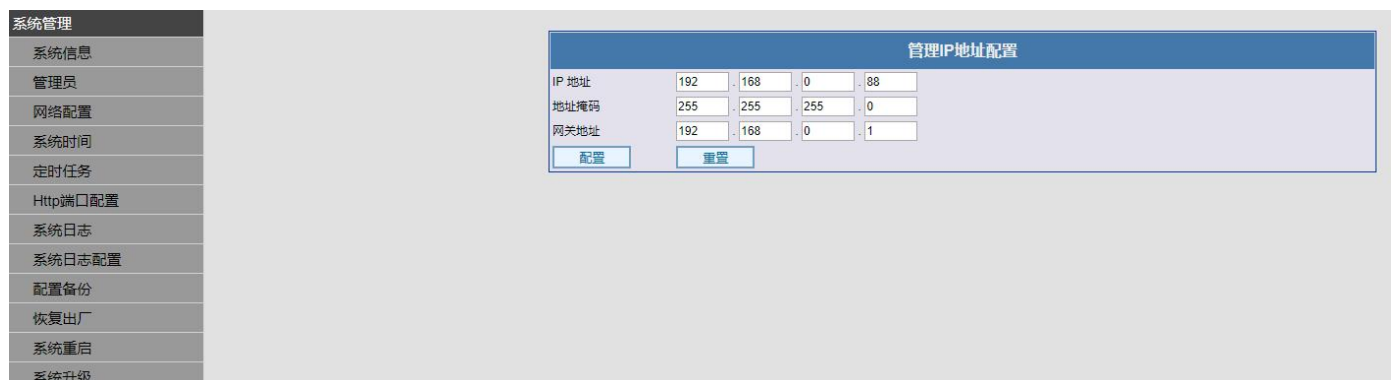 系统管理
系统信息
管理员
网络配置
系统时间
定时任务
Http端口配置
系统日志
系统日志配置
配置备份
恢复出厂
系统重启
系统升级
管理IP地址配置
IP 地址 192 . 168 . 0 . 88
地址掩码 255 . 255 . 255 . 0
网关地址 192 . 168 . 0 . 1
配置 重置